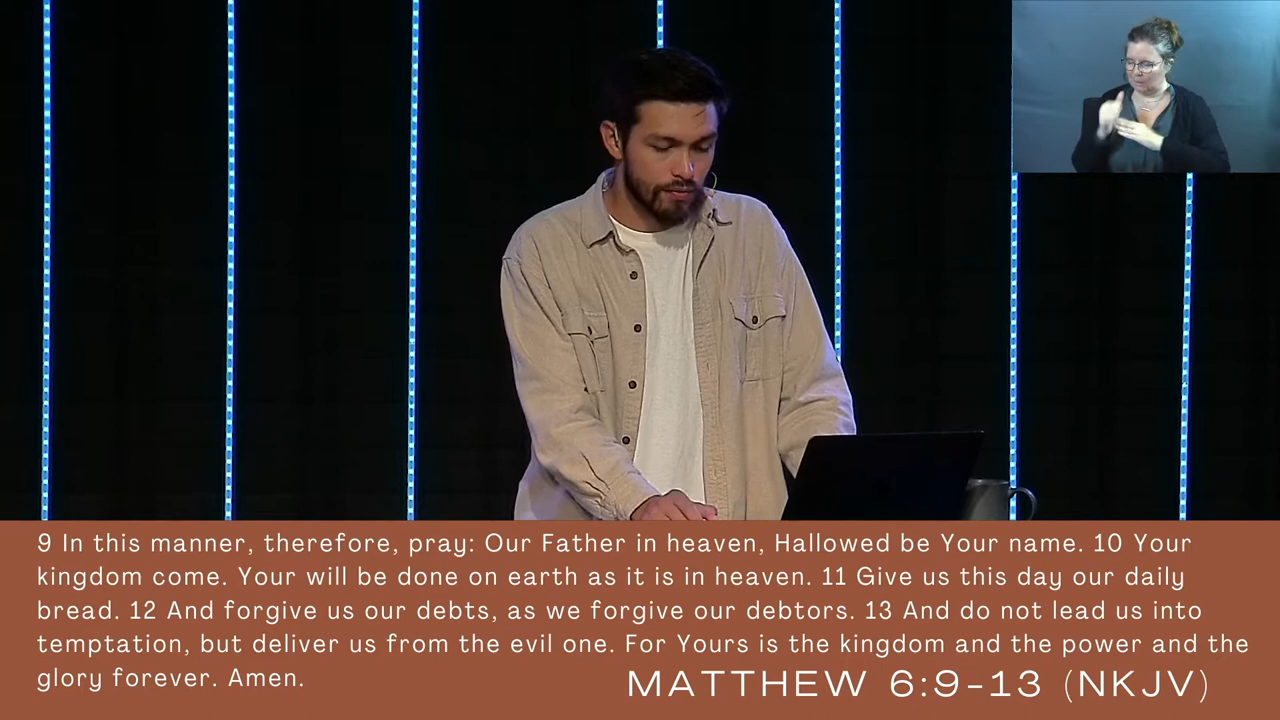 9 In this manner, therefore, pray: Our Father in heaven, Hallowed be Your name. 10 Your
kingdom come. Your will be done on earth as it is in heaven. 11 Give us this day our daily
bread. 12 And forgive us our debts, as we forgive our debtors. 13 And do not lead us into
temptation, but deliver us from the evil one. For Yours is the kingdom and the power and the
glory forever. Amen.
MATTHEW 6:9-13 (NKJV)